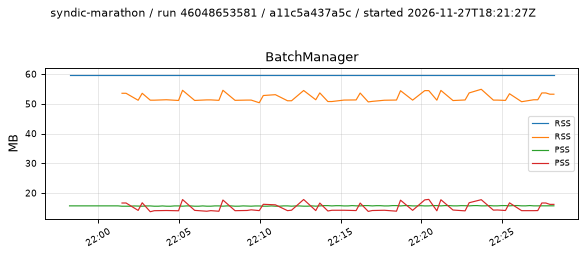 syndic-marathon / run 46048653581 / a11c5a437a5c / started 2026-11-27T18:21:27Z
BatchManager
60
50
40
30
20
MB
RSS
RSS
PSS
PSS
22:00
22:05
22:10
22:15
22:20
22:25